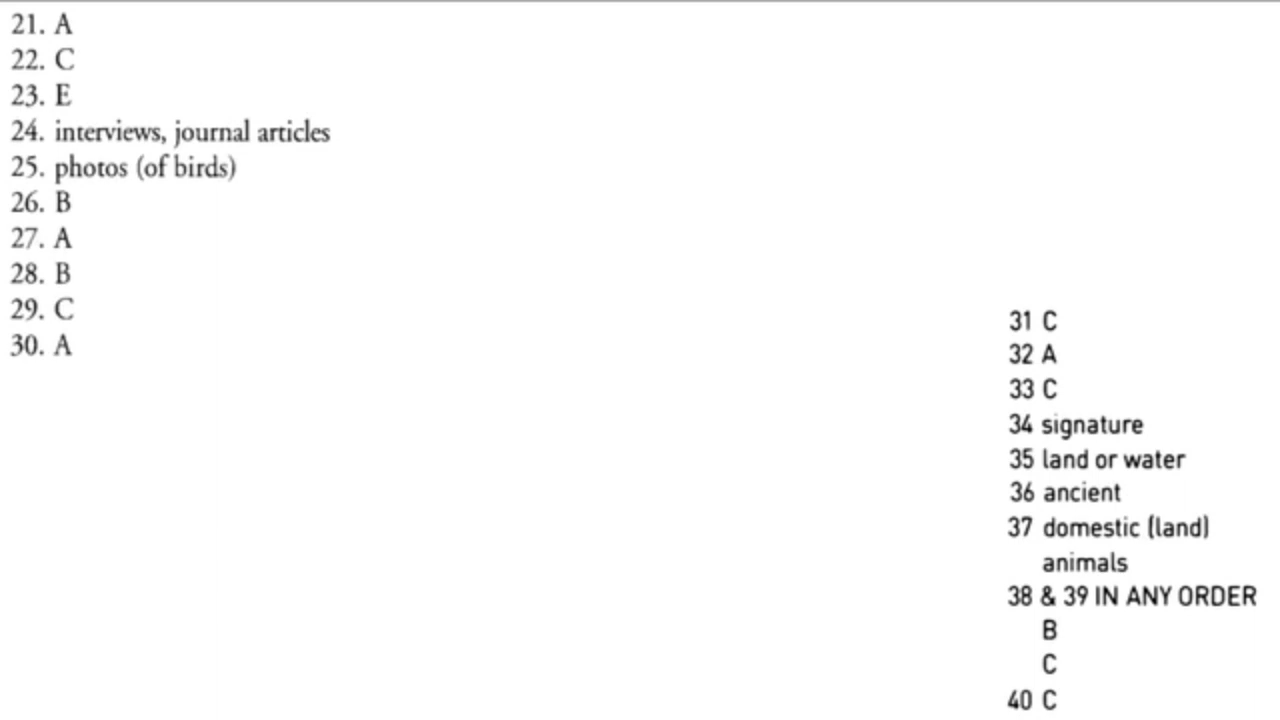 21. A
22. C
23. E
24. interviews, journal articles
25. photos (of birds)
26. B
27. A
28. B
29. C
30. A
31 C
32 A
33 C
34 signature
35 land or water
36 ancient
37 domestic (land)
animals
38 & 39 IN ANY ORDER
B
C
40 C